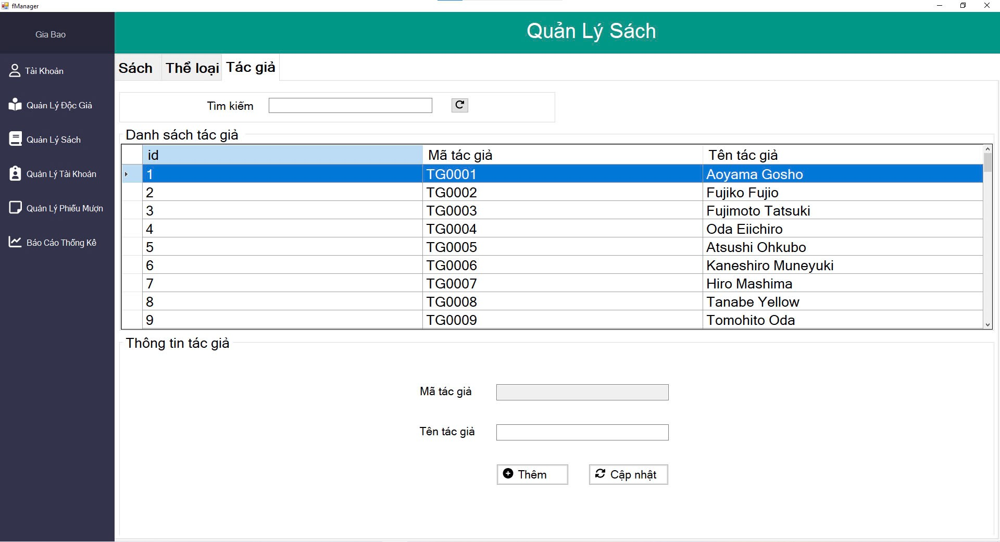 fManager
Gia Bao
Quản Lý Sách
Tài Khoản
Quản Lý Độc Giả
Quản Lý Sách
Quản Lý Tài Khoản
Quản Lý Phiếu Mượn
Báo Cáo Thống Kê
Sách Thể loại Tác giả
Tìm kiếm
Danh sách tác giả
id Mã tác giả Tên tác giả
1 TG0001 Aoyama Gosho
2 TG0002 Fujiko Fujio
3 TG0003 Fujimoto Tatsuki
4 TG0004 Oda Eiichiro
5 TG0005 Atsushi Ohkubo
6 TG0006 Kaneshiro Muneyuki
7 TG0007 Hiro Mashima
8 TG0008 Tanabe Yellow
9 TG0009 Tomohito Oda
Thông tin tác giả
Mã tác giả
Tên tác giả
Thêm Cập nhật